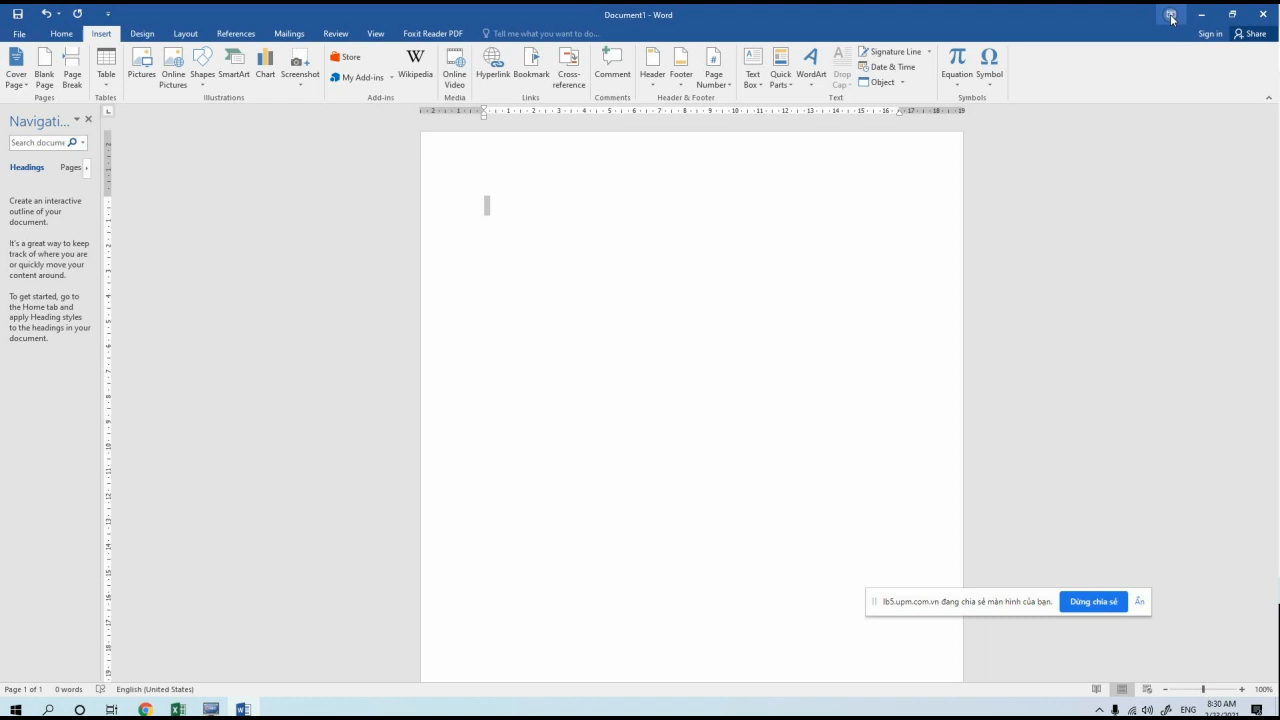 Document1 - Word
File Home Insert Design Layout References Mailings Review View Foxit Reader PDF Tell me what you want to do... Sign in Share
Cover Page Blank Page Page Break
Pages
Table
Tables
Pictures Online Pictures Shapes SmartArt Chart Screenshot
Illustrations
Store
My Add-ins
Wikipedia
Add-ins
Online Video
Media
Hyperlink Bookmark Cross-reference
Links
Comment
Comments
Header Footer Page Number
Header & Footer
Text Box Quick Parts WordArt Drop Cap
Signature Line
Date & Time
Object
Text
Equation Symbol
Symbols
Navigati...
Search docume
Headings Pages
Create an interactive
outline of your
document.
It's a great way to keep
track of where you are
or quickly move your
content around.
To get started, go to
the Home tab and
apply Heading styles
to the headings in your
document.
lb5.upm.com.vn đang chia sẻ màn hình của bạn. Dừng chia sẻ Ẩn
Page 1 of 1 0 words English (United States) 100%
ENG 8:30 AM